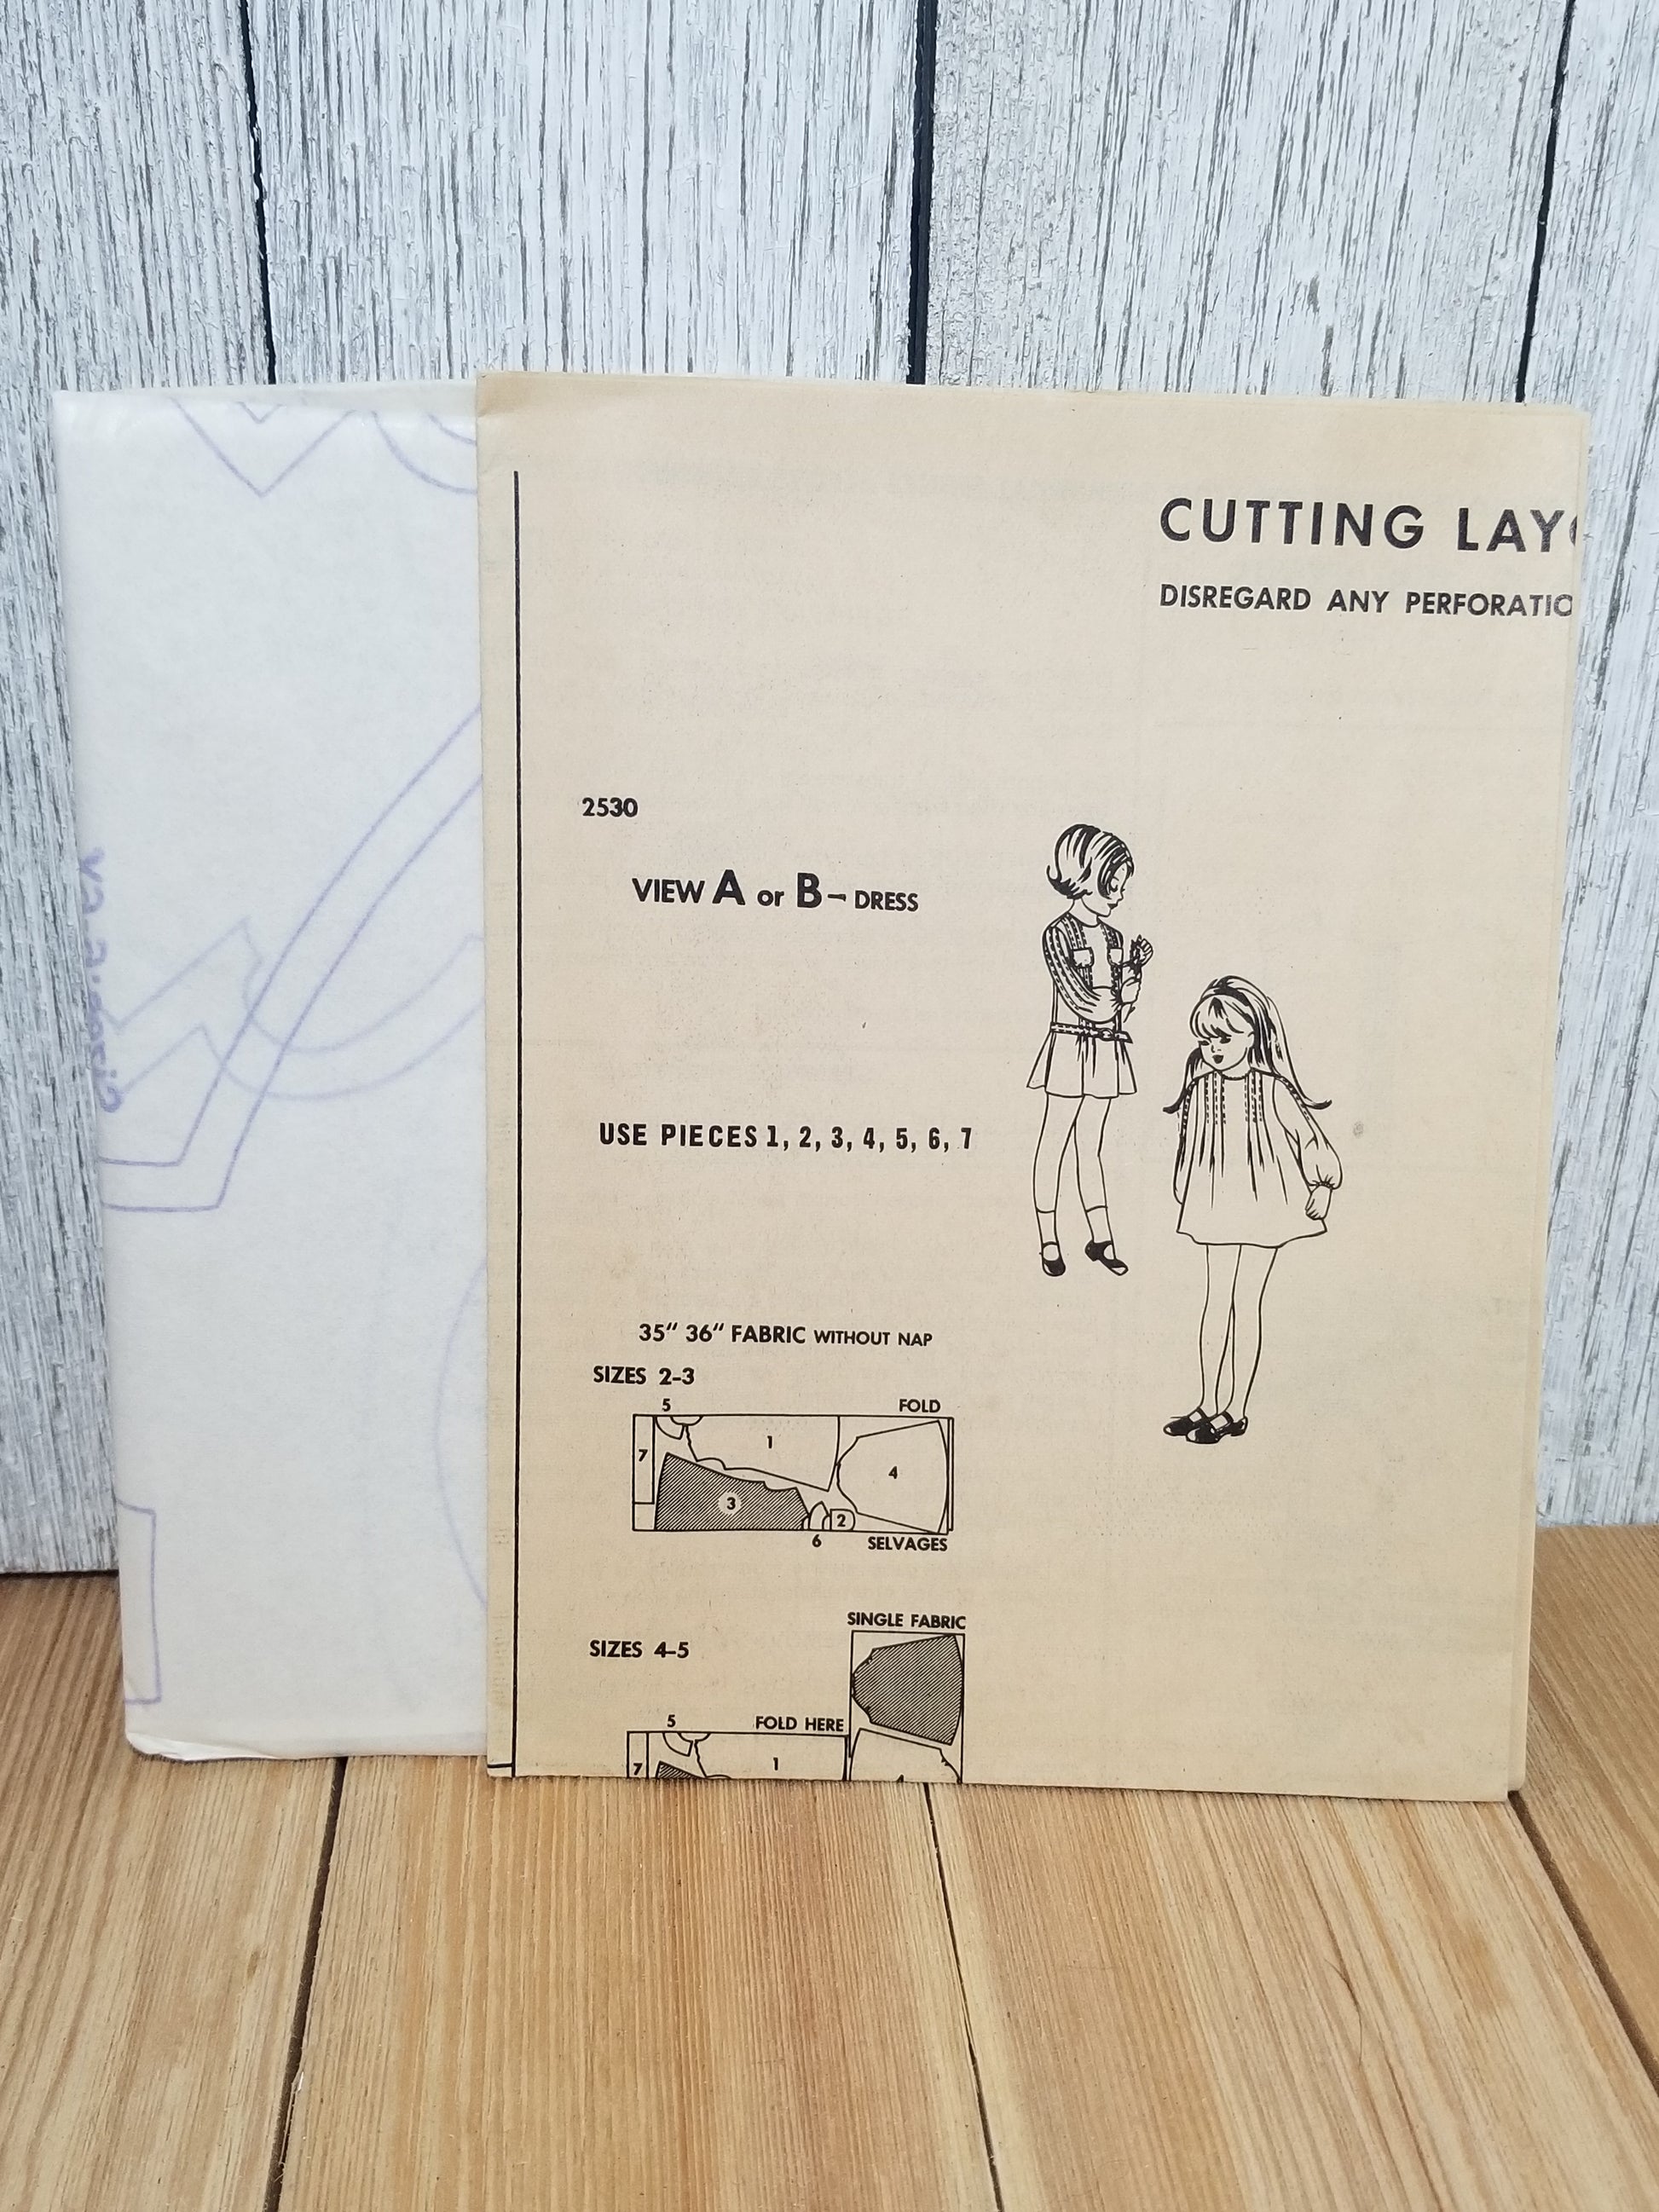 CUTTING LAY
DISREGARD ANY PERFORATIO
2530
VIEW A or B – DRESS
USE PIECES 1, 2, 3, 4, 5, 6, 7
35" 36" FABRIC WITHOUT NAP
SIZES 2-3
5 FOLD
1
7
4
3
2
6 SELVAGES
SINGLE FABRIC
SIZES 4-5
5 FOLD HERE
7 1